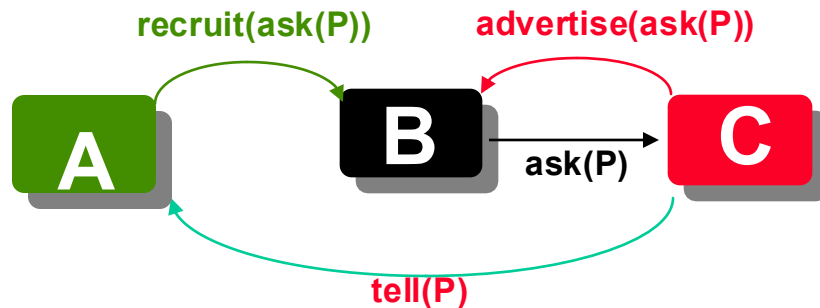 recruit(ask(P))
advertise(ask(P))
A
B
C
ask(P)
tell(P)